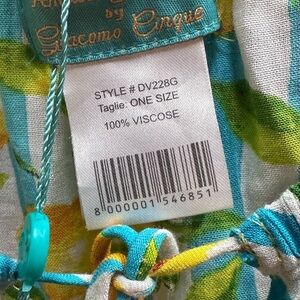 by
Giacomo Cinque
STYLE # DV228G
Taglie: ONE SIZE
100% VISCOSE
8 000001 546851